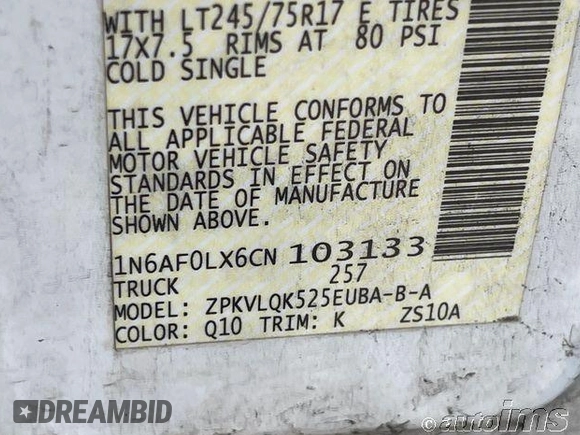 WITH LT245/75R17 E TIRES
17X7.5 RIMS AT 80 PSI
COLD SINGLE
THIS VEHICLE CONFORMS TO
ALL APPLICABLE FEDERAL
MOTOR VEHICLE SAFETY
STANDARDS IN EFFECT ON
THE DATE OF MANUFACTURE
SHOWN ABOVE.
1N6AF0LX6CN 103133
TRUCK 257
MODEL: ZPKVLQK525EUBA-B-A
COLOR: Q10 TRIM: K ZS10A
DREAMBID
© autoims